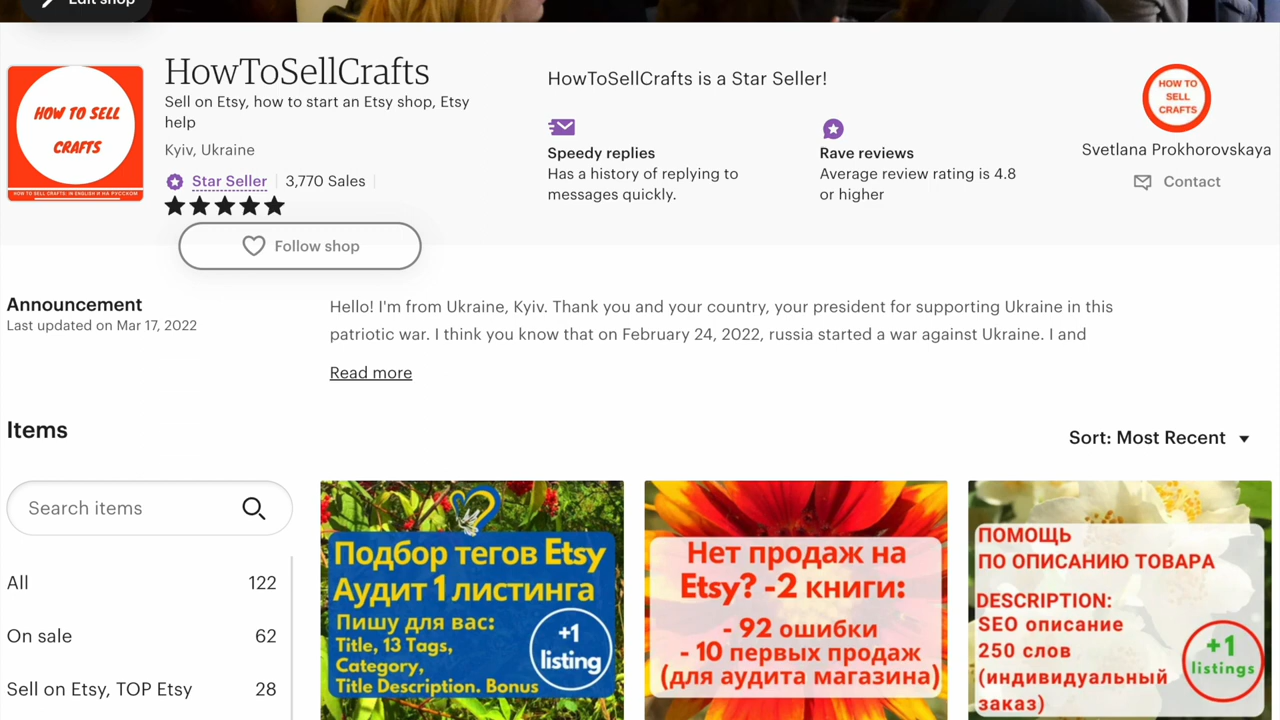 Edit shop
HOW TO SELL
CRAFTS
HOW TO SELL CRAFTS: IN ENGLISH И НА РУССКОМ
HowToSellCrafts
Sell on Etsy, how to start an Etsy shop, Etsy
help
Kyiv, Ukraine
Star Seller
3,770 Sales
Follow shop
HowToSellCrafts is a Star Seller!
Speedy replies
Has a history of replying to
messages quickly.
Rave reviews
Average review rating is 4.8
or higher
HOW TO
SELL
CRAFTS
Svetlana Prokhorovskaya
Contact
Announcement
Last updated on Mar 17, 2022
Hello! I'm from Ukraine, Kyiv. Thank you and your country, your president for supporting Ukraine in this
patriotic war. I think you know that on February 24, 2022, russia started a war against Ukraine. I and
Read more
Items
Sort: Most Recent
Search items
All 122
On sale 62
Sell on Etsy, TOP Etsy 28
Подбор тегов Etsy
Аудит 1 листинга
Пишу для вас:
Title, 13 Tags,
Category,
Title Description. Bonus
+1
listing
Нет продаж на
Etsy? -2 книги:
- 92 ошибки
- 10 первых продаж
(для аудита магазина)
ПОМОЩЬ
ПО ОПИСАНИЮ ТОВАРА
DESCRIPTION:
SEO описание
250 слов
(индивидуальный
заказ)
+1
listings